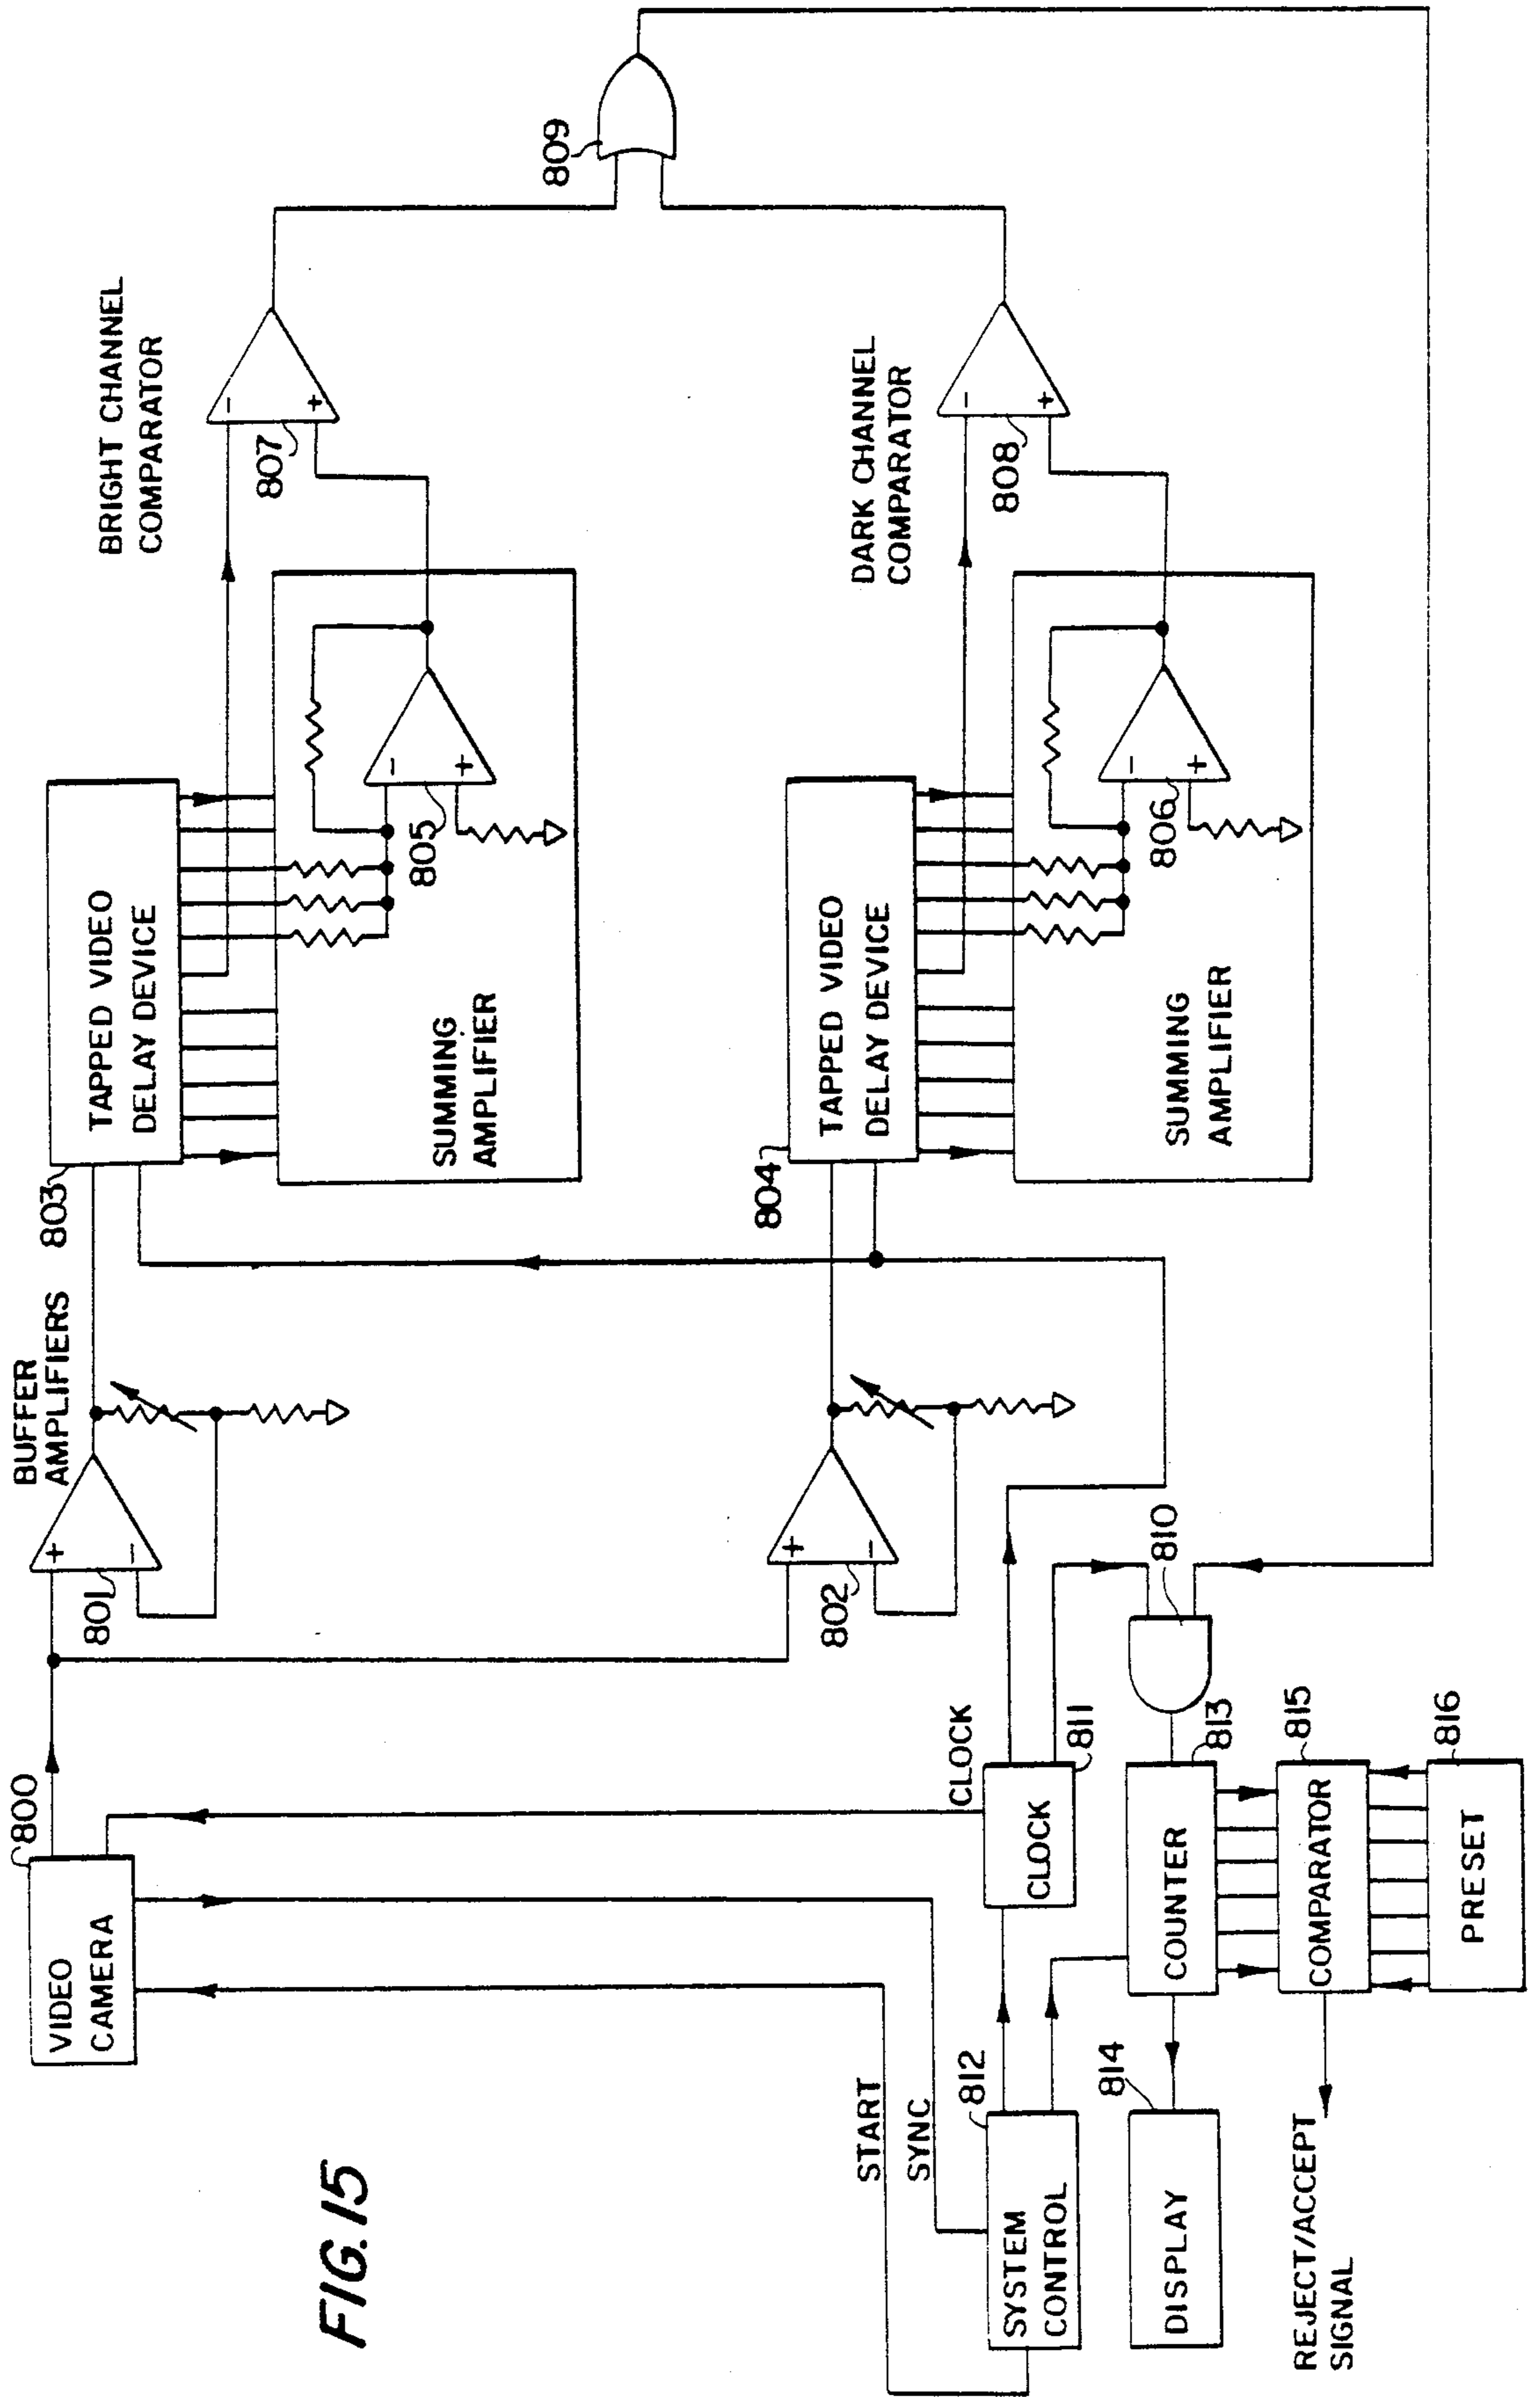 FIG. 15
800
VIDEO
CAMERA
BUFFER
AMPLIFIERS
+
-
801
+
-
802
803
TAPPED VIDEO
DELAY DEVICE
SUMMING
AMPLIFIER
-
+
805
BRIGHT CHANNEL
COMPARATOR
-
+
807
804
TAPPED VIDEO
DELAY DEVICE
SUMMING
AMPLIFIER
-
+
806
DARK CHANNEL
COMPARATOR
-
+
808
809
START
SYNC
CLOCK
812
SYSTEM
CONTROL
CLOCK
811
810
814
DISPLAY
COUNTER
813
REJECT/ACCEPT
SIGNAL
COMPARATOR
815
PRESET
816